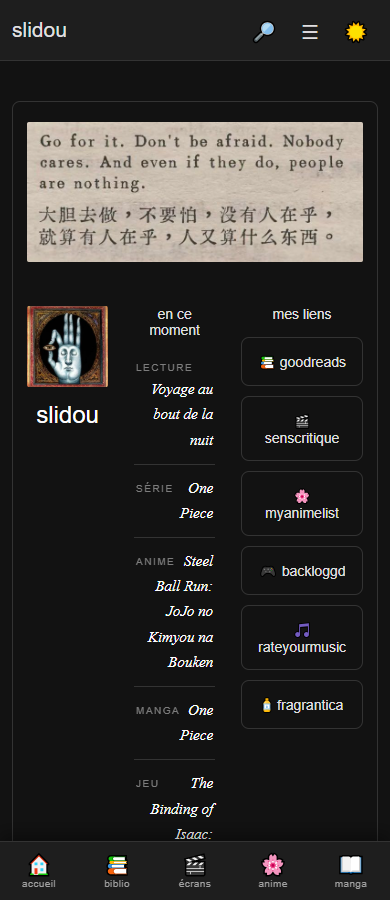 slidou
Go for it. Don't be afraid. Nobody
cares. And even if they do, people
are nothing.
大胆去做，不要怕，没有人在乎，
就算有人在乎，人又算什么东西。
slidou
en ce
moment
LECTURE
Voyage au
bout de la
nuit
SÉRIE One
Piece
ANIME Steel
Ball Run:
JoJo no
Kimyou na
Bouken
MANGA One
Piece
JEU The
Binding of
Isaac:
mes liens
goodreads
senscritique
myanimelist
backloggd
rateyourmusic
fragrantica
accueil
biblio
écrans
anime
manga